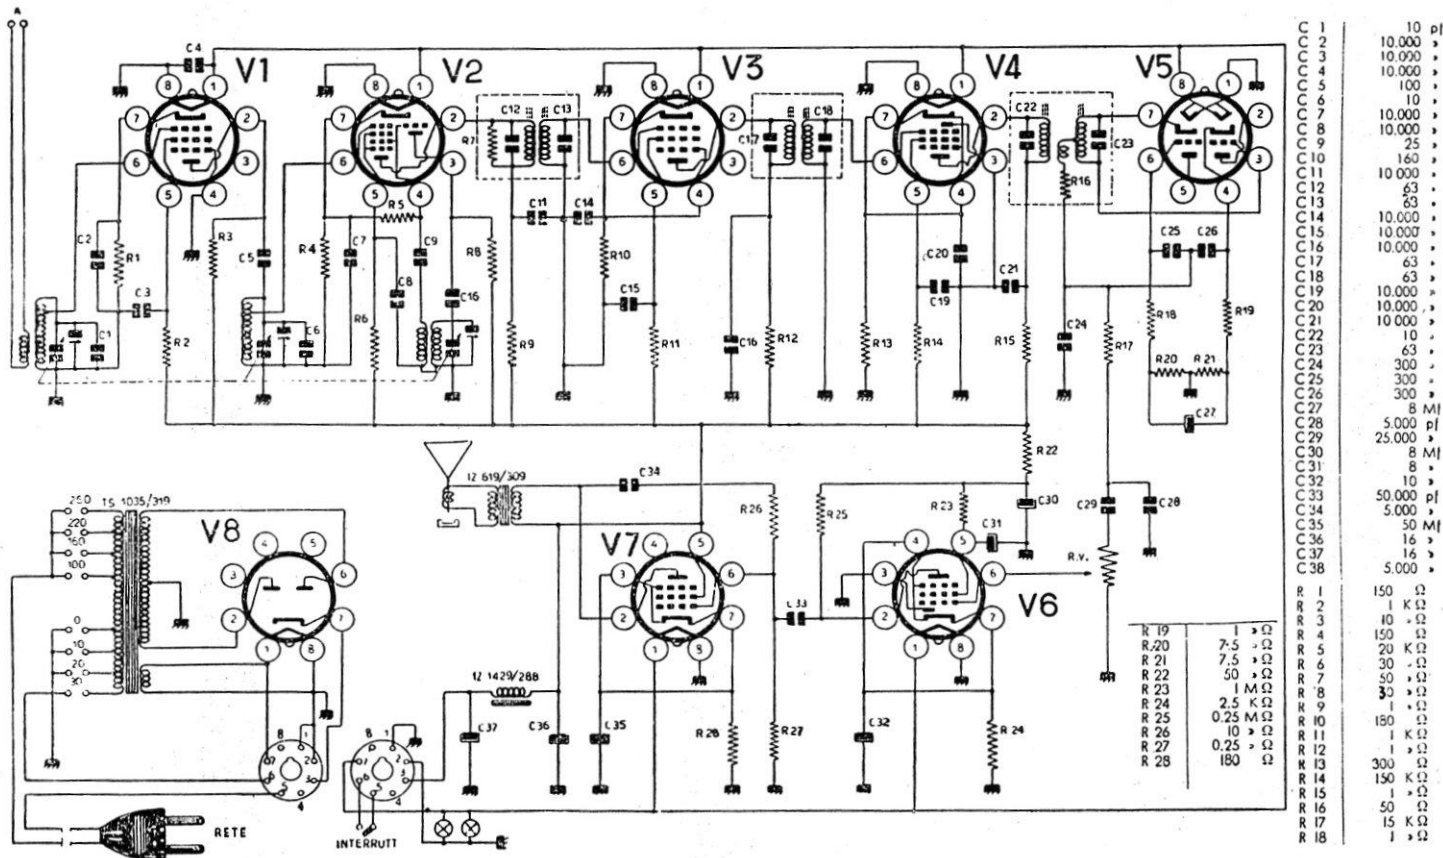 A
C4
V1
V2
V3
V4
V5
C12
C13
C17
C18
C22
C23
R7
R16
C2
R1
R3
C5
R4
C7
R5
C9
R8
C11
C14
R10
C20
C21
C25
C26
C3
C8
C16
C15
C19
C1
R2
C6
R6
R9
R11
C16
R12
R13
R14
R15
C24
R17
R18
R19
R20
R21
C27
R22
12 619/309
C34
R26
R25
R23
C30
C31
C29
C28
R.v.
TS 1035/319
260
220
160
100
0
10
20
30
V8
V7
V6
C33
12 1429/288
C37
C36
C35
R28
R27
C32
R24
RETE
INTERRUTT
C 1 10 pf
C 2 10.000 »
C 3 10.000 »
C 4 10.000 »
C 5 100 »
C 6 10 »
C 7 10.000 »
C 8 10.000 »
C 9 25 »
C 10 160 »
C 11 10 000 »
C 12 63 »
C 13 63 »
C 14 10.000 »
C 15 10.000 »
C 16 10.000 »
C 17 63 »
C 18 63 »
C 19 10.000 »
C 20 10.000 »
C 21 10 000 »
C 22 10 »
C 23 63 »
C 24 300 »
C 25 300 »
C 26 300 »
C 27 8 Mf
C 28 5.000 pf
C 29 25.000 »
C 30 8 Mf
C 31 8 »
C 32 10 »
C 33 50.000 pf
C 34 5.000 »
C 35 50 Mf
C 36 16 »
C 37 16 »
C 38 5.000 »
R 1 150 Ω
R 2 1 KΩ
R 3 10 » Ω
R 4 150 Ω
R 5 20 KΩ
R 6 30 » Ω
R 7 50 » Ω
R 8 30 » Ω
R 9 1 » Ω
R 10 180 Ω
R 11 1 KΩ
R 12 1 » Ω
R 13 300 Ω
R 14 150 KΩ
R 15 1 » Ω
R 16 50 Ω
R 17 15 KΩ
R 18 1 » Ω
R 19 1 » Ω
R 20 7.5 » Ω
R 21 7,5 » Ω
R 22 50 » Ω
R 23 1 MΩ
R 24 2.5 KΩ
R 25 0.25 MΩ
R 26 10 » Ω
R 27 0.25 » Ω
R 28 180 Ω